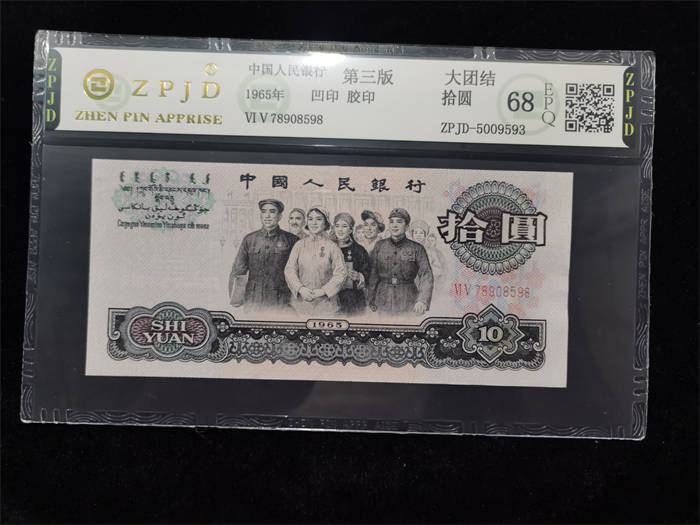 ZPJD
ZPJD
ZHEN PIN APPRISE
中国人民银行 第三版 大团结
1965年 凹印 胶印 拾圆
VI V 78908598 ZPJD-5009593
68
EPQ
ZPJD
中國人民銀行
拾圓
VI V 78908598
1965
SHI
YUAN
10